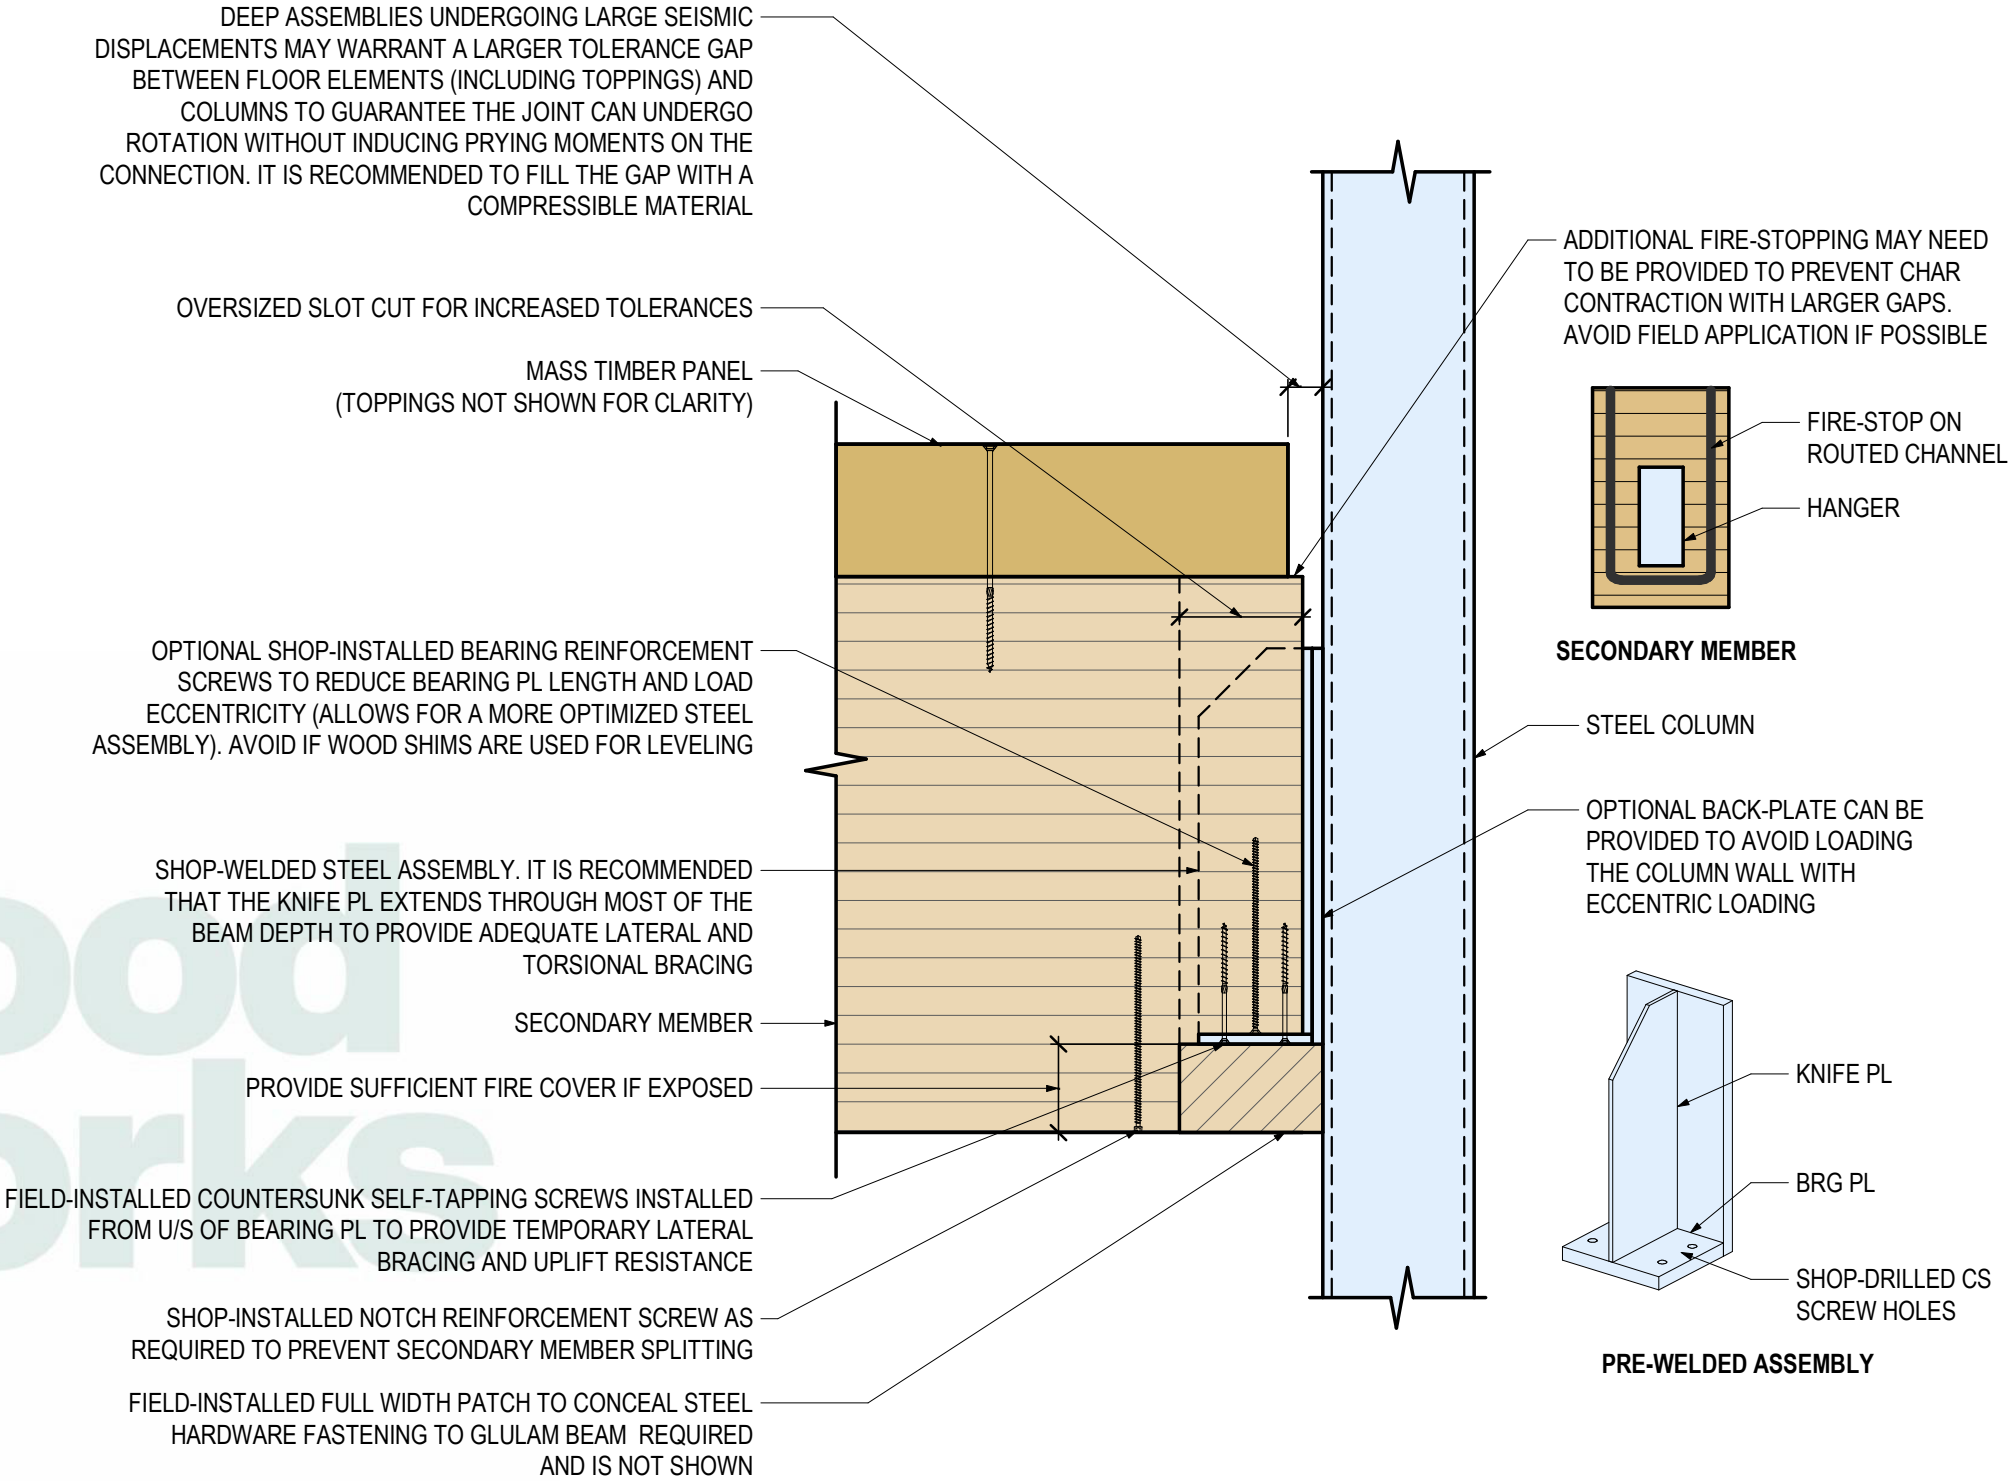 DEEP ASSEMBLIES UNDERGOING LARGE SEISMIC
DISPLACEMENTS MAY WARRANT A LARGER TOLERANCE GAP
BETWEEN FLOOR ELEMENTS (INCLUDING TOPPINGS) AND
COLUMNS TO GUARANTEE THE JOINT CAN UNDERGO
ROTATION WITHOUT INDUCING PRYING MOMENTS ON THE
CONNECTION. IT IS RECOMMENDED TO FILL THE GAP WITH A
COMPRESSIBLE MATERIAL
OVERSIZED SLOT CUT FOR INCREASED TOLERANCES
MASS TIMBER PANEL
(TOPPINGS NOT SHOWN FOR CLARITY)
OPTIONAL SHOP-INSTALLED BEARING REINFORCEMENT
SCREWS TO REDUCE BEARING PL LENGTH AND LOAD
ECCENTRICITY (ALLOWS FOR A MORE OPTIMIZED STEEL
ASSEMBLY). AVOID IF WOOD SHIMS ARE USED FOR LEVELING
SHOP-WELDED STEEL ASSEMBLY. IT IS RECOMMENDED
THAT THE KNIFE PL EXTENDS THROUGH MOST OF THE
BEAM DEPTH TO PROVIDE ADEQUATE LATERAL AND
TORSIONAL BRACING
SECONDARY MEMBER
PROVIDE SUFFICIENT FIRE COVER IF EXPOSED
FIELD-INSTALLED COUNTERSUNK SELF-TAPPING SCREWS INSTALLED
FROM U/S OF BEARING PL TO PROVIDE TEMPORARY LATERAL
BRACING AND UPLIFT RESISTANCE
SHOP-INSTALLED NOTCH REINFORCEMENT SCREW AS
REQUIRED TO PREVENT SECONDARY MEMBER SPLITTING
FIELD-INSTALLED FULL WIDTH PATCH TO CONCEAL STEEL
HARDWARE FASTENING TO GLULAM BEAM REQUIRED
AND IS NOT SHOWN
ADDITIONAL FIRE-STOPPING MAY NEED
TO BE PROVIDED TO PREVENT CHAR
CONTRACTION WITH LARGER GAPS.
AVOID FIELD APPLICATION IF POSSIBLE
FIRE-STOP ON
ROUTED CHANNEL
HANGER
SECONDARY MEMBER
STEEL COLUMN
OPTIONAL BACK-PLATE CAN BE
PROVIDED TO AVOID LOADING
THE COLUMN WALL WITH
ECCENTRIC LOADING
KNIFE PL
BRG PL
SHOP-DRILLED CS
SCREW HOLES
PRE-WELDED ASSEMBLY
ood
orks